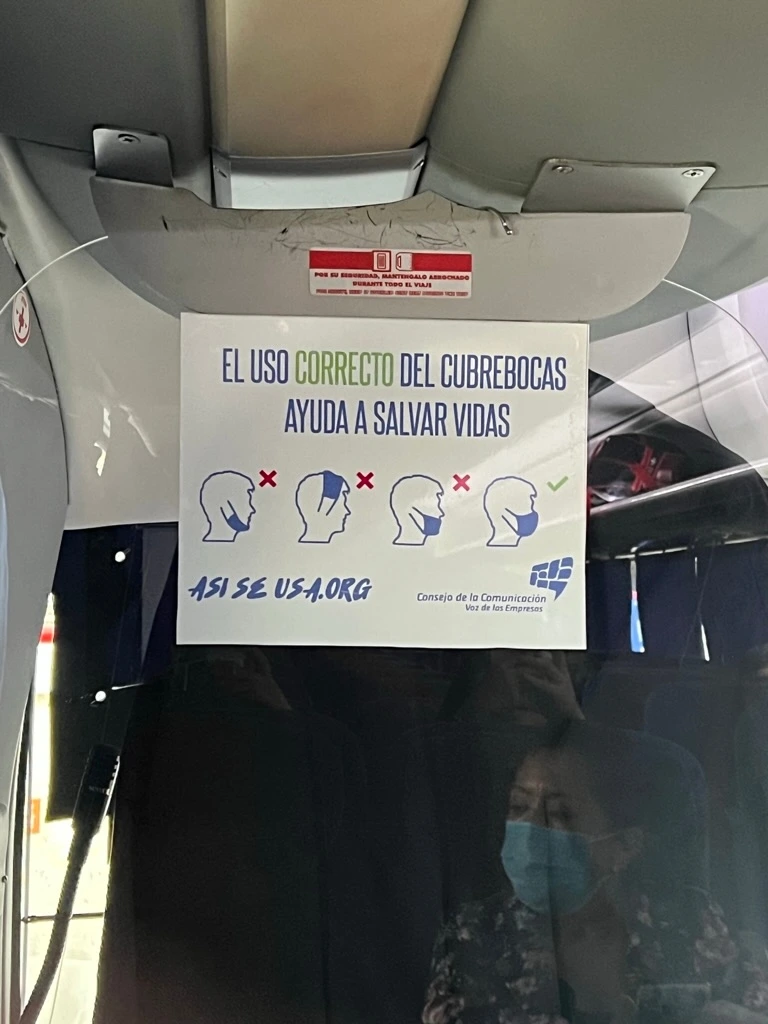 POR SU SEGURIDAD, MANTENGALO ABROCHADO
DURANTE TODO EL VIAJE
EL USO CORRECTO DEL CUBREBOCAS
AYUDA A SALVAR VIDAS
ASI SE USA.ORG
Consejo de la Comunicación
Voz de las Empresas